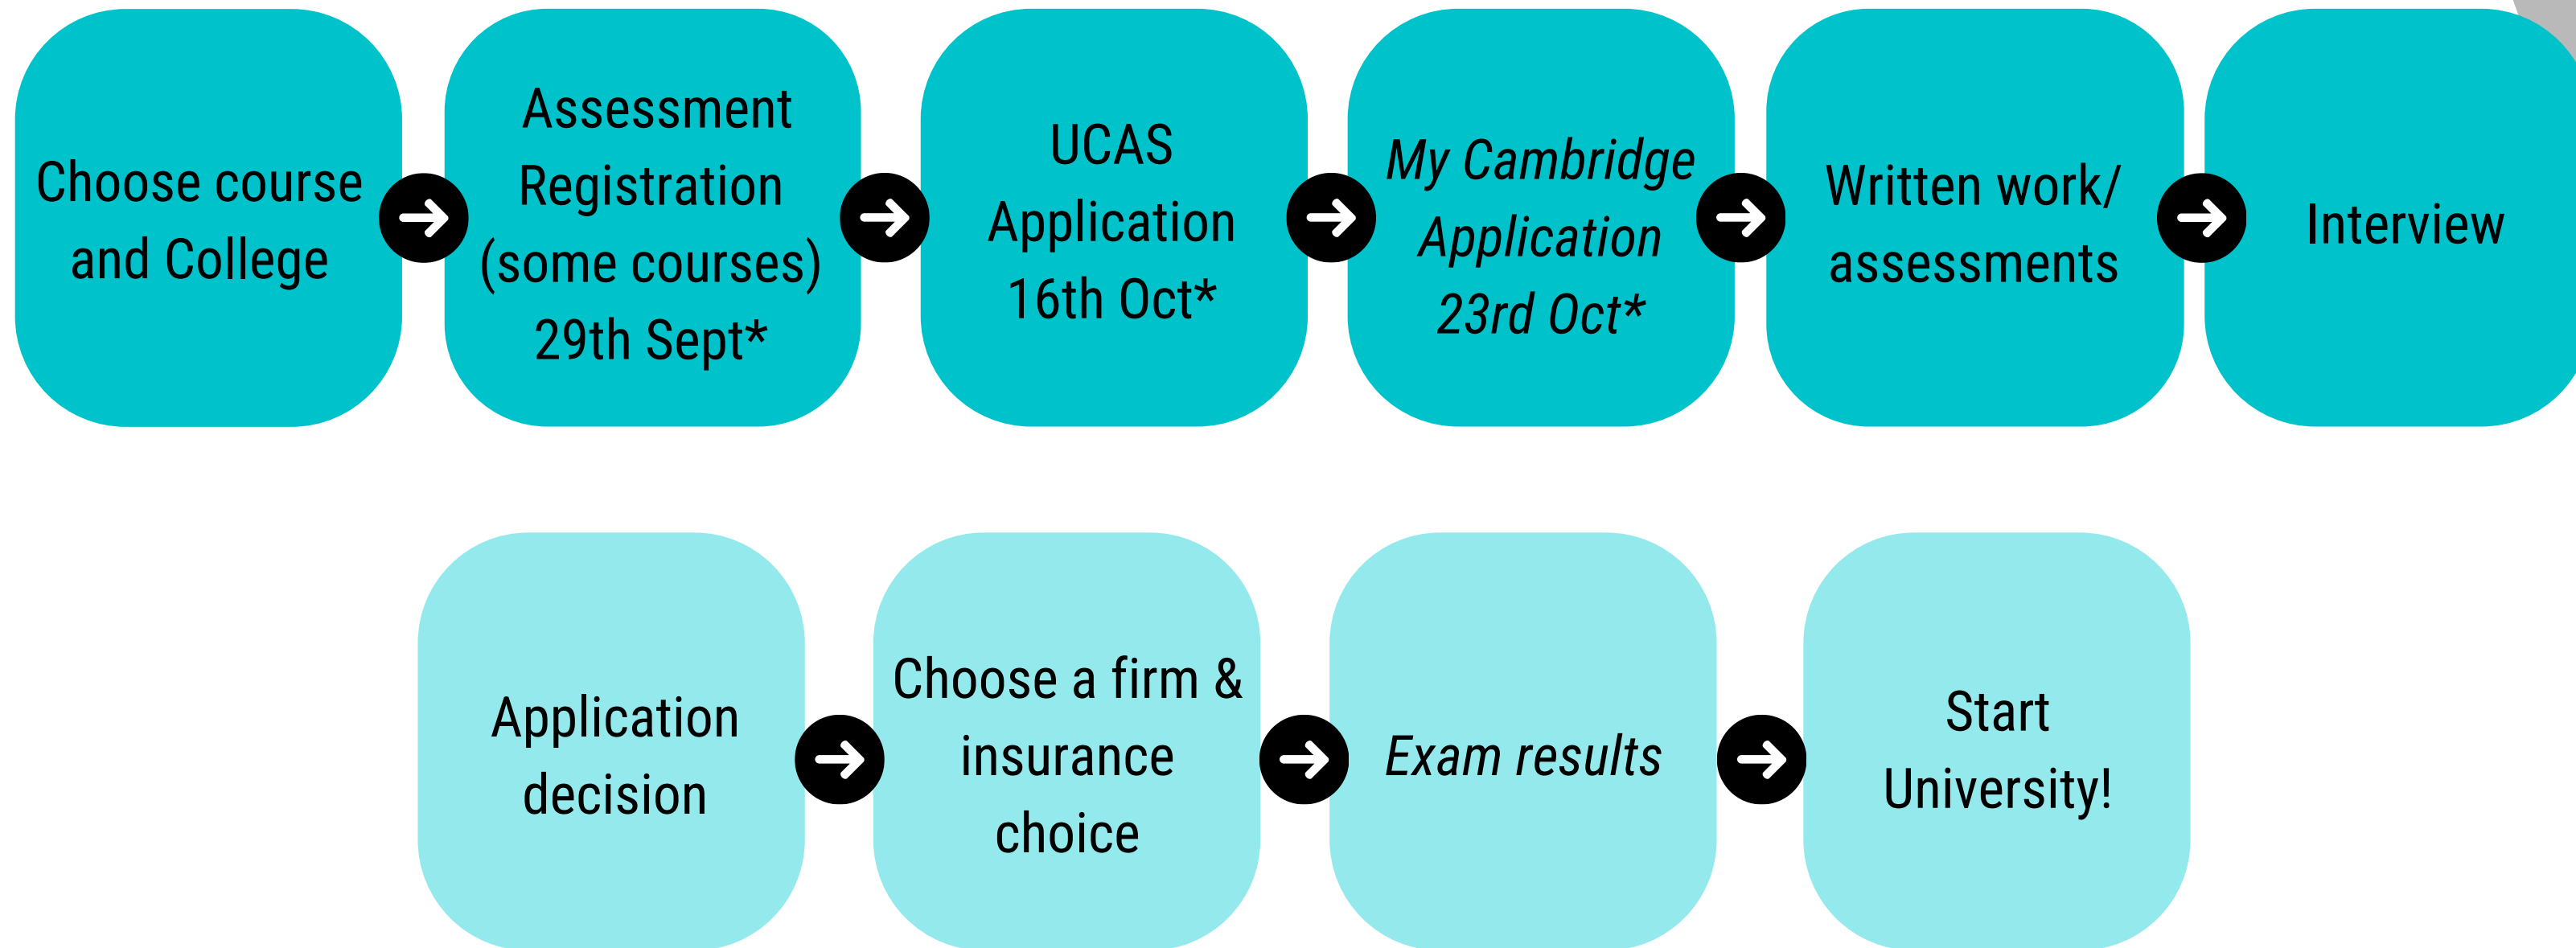 Choose course
and College
Assessment
Registration
(some courses)
29th Sept*
UCAS
Application
16th Oct*
My Cambridge
Application
23rd Oct*
Written work/
assessments
Interview
Application
decision
Choose a firm &
insurance
choice
Exam results
Start
University!